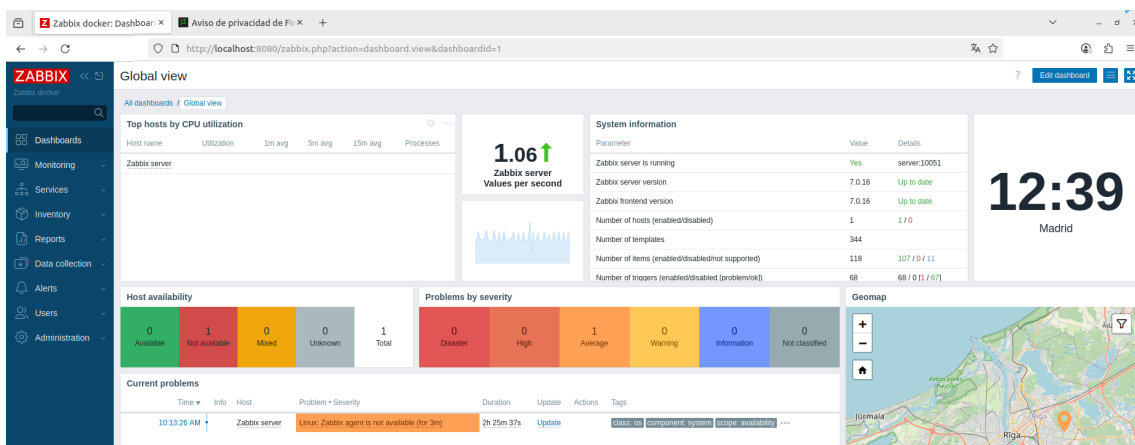 Zabbix docker: Dashboar
Aviso de privacidad de Fir
http://localhost:8080/zabbix.php?action=dashboard.view&dashboardid=1
ZABBIX
Zabbix docker
Dashboards
Monitoring
Services
Inventory
Reports
Data collection
Alerts
Users
Administration
Global view
? Edit dashboard
All dashboards / Global view
Top hosts by CPU utilization
Host name Utilization 1m avg 5m avg 15m avg Processes
Zabbix server
1.06
Zabbix server
Values per second
System information
Parameter Value Details
Zabbix server is running Yes server:10051
Zabbix server version 7.0.16 Up to date
Zabbix frontend version 7.0.16 Up to date
Number of hosts (enabled/disabled) 1 1 / 0
Number of templates 344
Number of items (enabled/disabled/not supported) 118 107 / 0 / 11
Number of triggers (enabled/disabled [problem/ok]) 68 68 / 0 [1 / 67]
12:39
Madrid
Host availability
0 Available
1 Not available
0 Mixed
0 Unknown
1 Total
Problems by severity
0 Disaster
0 High
1 Average
0 Warning
0 Information
0 Not classified
Geomap
+
−
Jūrmala
Rīga
Current problems
Time Info Host Problem • Severity Duration Update Actions Tags
10:13:26 AM Zabbix server Linux: Zabbix agent is not available (for 3m) 2h 25m 37s Update class: os component: system scope: availability